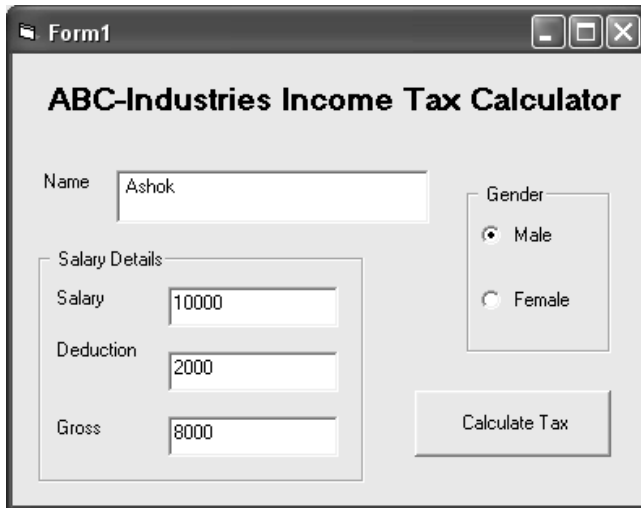 Form1
ABC-Industries Income Tax Calculator
Name Ashok
Gender
Male
Female
Salary Details
Salary 10000
Deduction 2000
Gross 8000
Calculate Tax